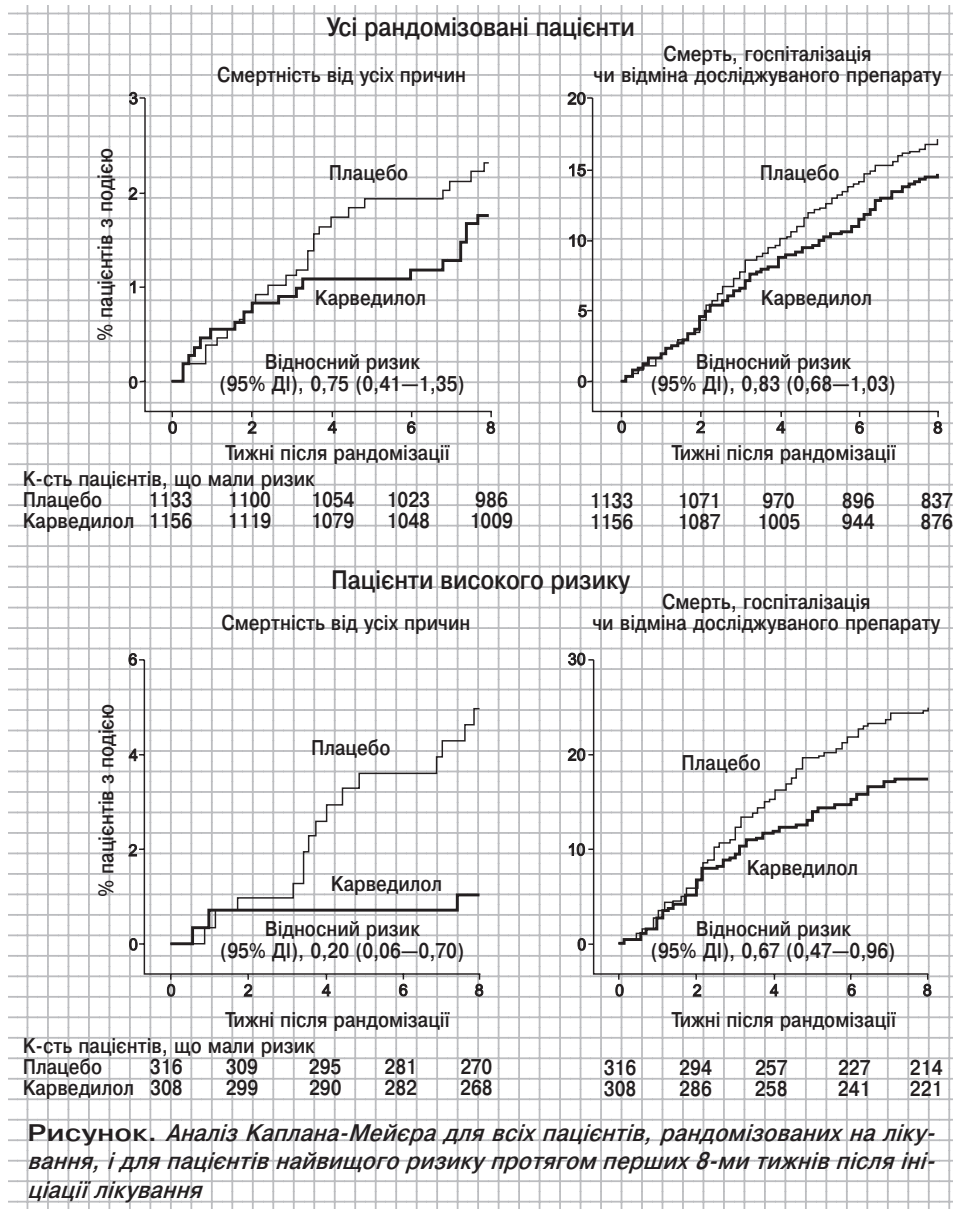 Усі рандомізовані пацієнти
Смертність від усіх причин
3
2
1
0
% пацієнтів з подією
Плацебо
Карведилол
Відносний ризик
(95% ДІ), 0,75 (0,41—1,35)
0 2 4 6 8
Тижні після рандомізації
Смерть, госпіталізація
чи відміна досліджуваного препарату
20
15
10
5
0
Плацебо
Карведилол
Відносний ризик
(95% ДІ), 0,83 (0,68—1,03)
0 2 4 6 8
Тижні після рандомізації
К-сть пацієнтів, що мали ризик
Плацебо 1133 1100 1054 1023 986 1133 1071 970 896 837
Карведилол 1156 1119 1079 1048 1009 1156 1087 1005 944 876
Пацієнти високого ризику
Смертність від усіх причин
6
4
2
0
% пацієнтів з подією
Плацебо
Карведилол
Відносний ризик
(95% ДІ), 0,20 (0,06—0,70)
0 2 4 6 8
Тижні після рандомізації
Смерть, госпіталізація
чи відміна досліджуваного препарату
30
20
10
0
Плацебо
Карведилол
Відносний ризик
(95% ДІ), 0,67 (0,47—0,96)
0 2 4 6 8
Тижні після рандомізації
К-сть пацієнтів, що мали ризик
Плацебо 316 309 295 281 270 316 294 257 227 214
Карведилол 308 299 290 282 268 308 286 258 241 221
Рисунок. Аналіз Каплана-Мейєра для всіх пацієнтів, рандомізованих на ліку-
вання, і для пацієнтів найвищого ризику протягом перших 8-ми тижнів після іні-
ціації лікування